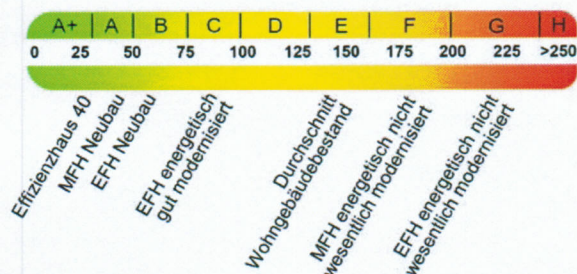 A+ A B C D E F G H
0 25 50 75 100 125 150 175 200 225 >250
Effizienzhaus 40
MFH Neubau
EFH Neubau
EFH energetisch
gut modernisiert
Durchschnitt
Wohngebäudebestand
MFH energetisch nicht
wesentlich modernisiert
EFH energetisch nicht
wesentlich modernisiert